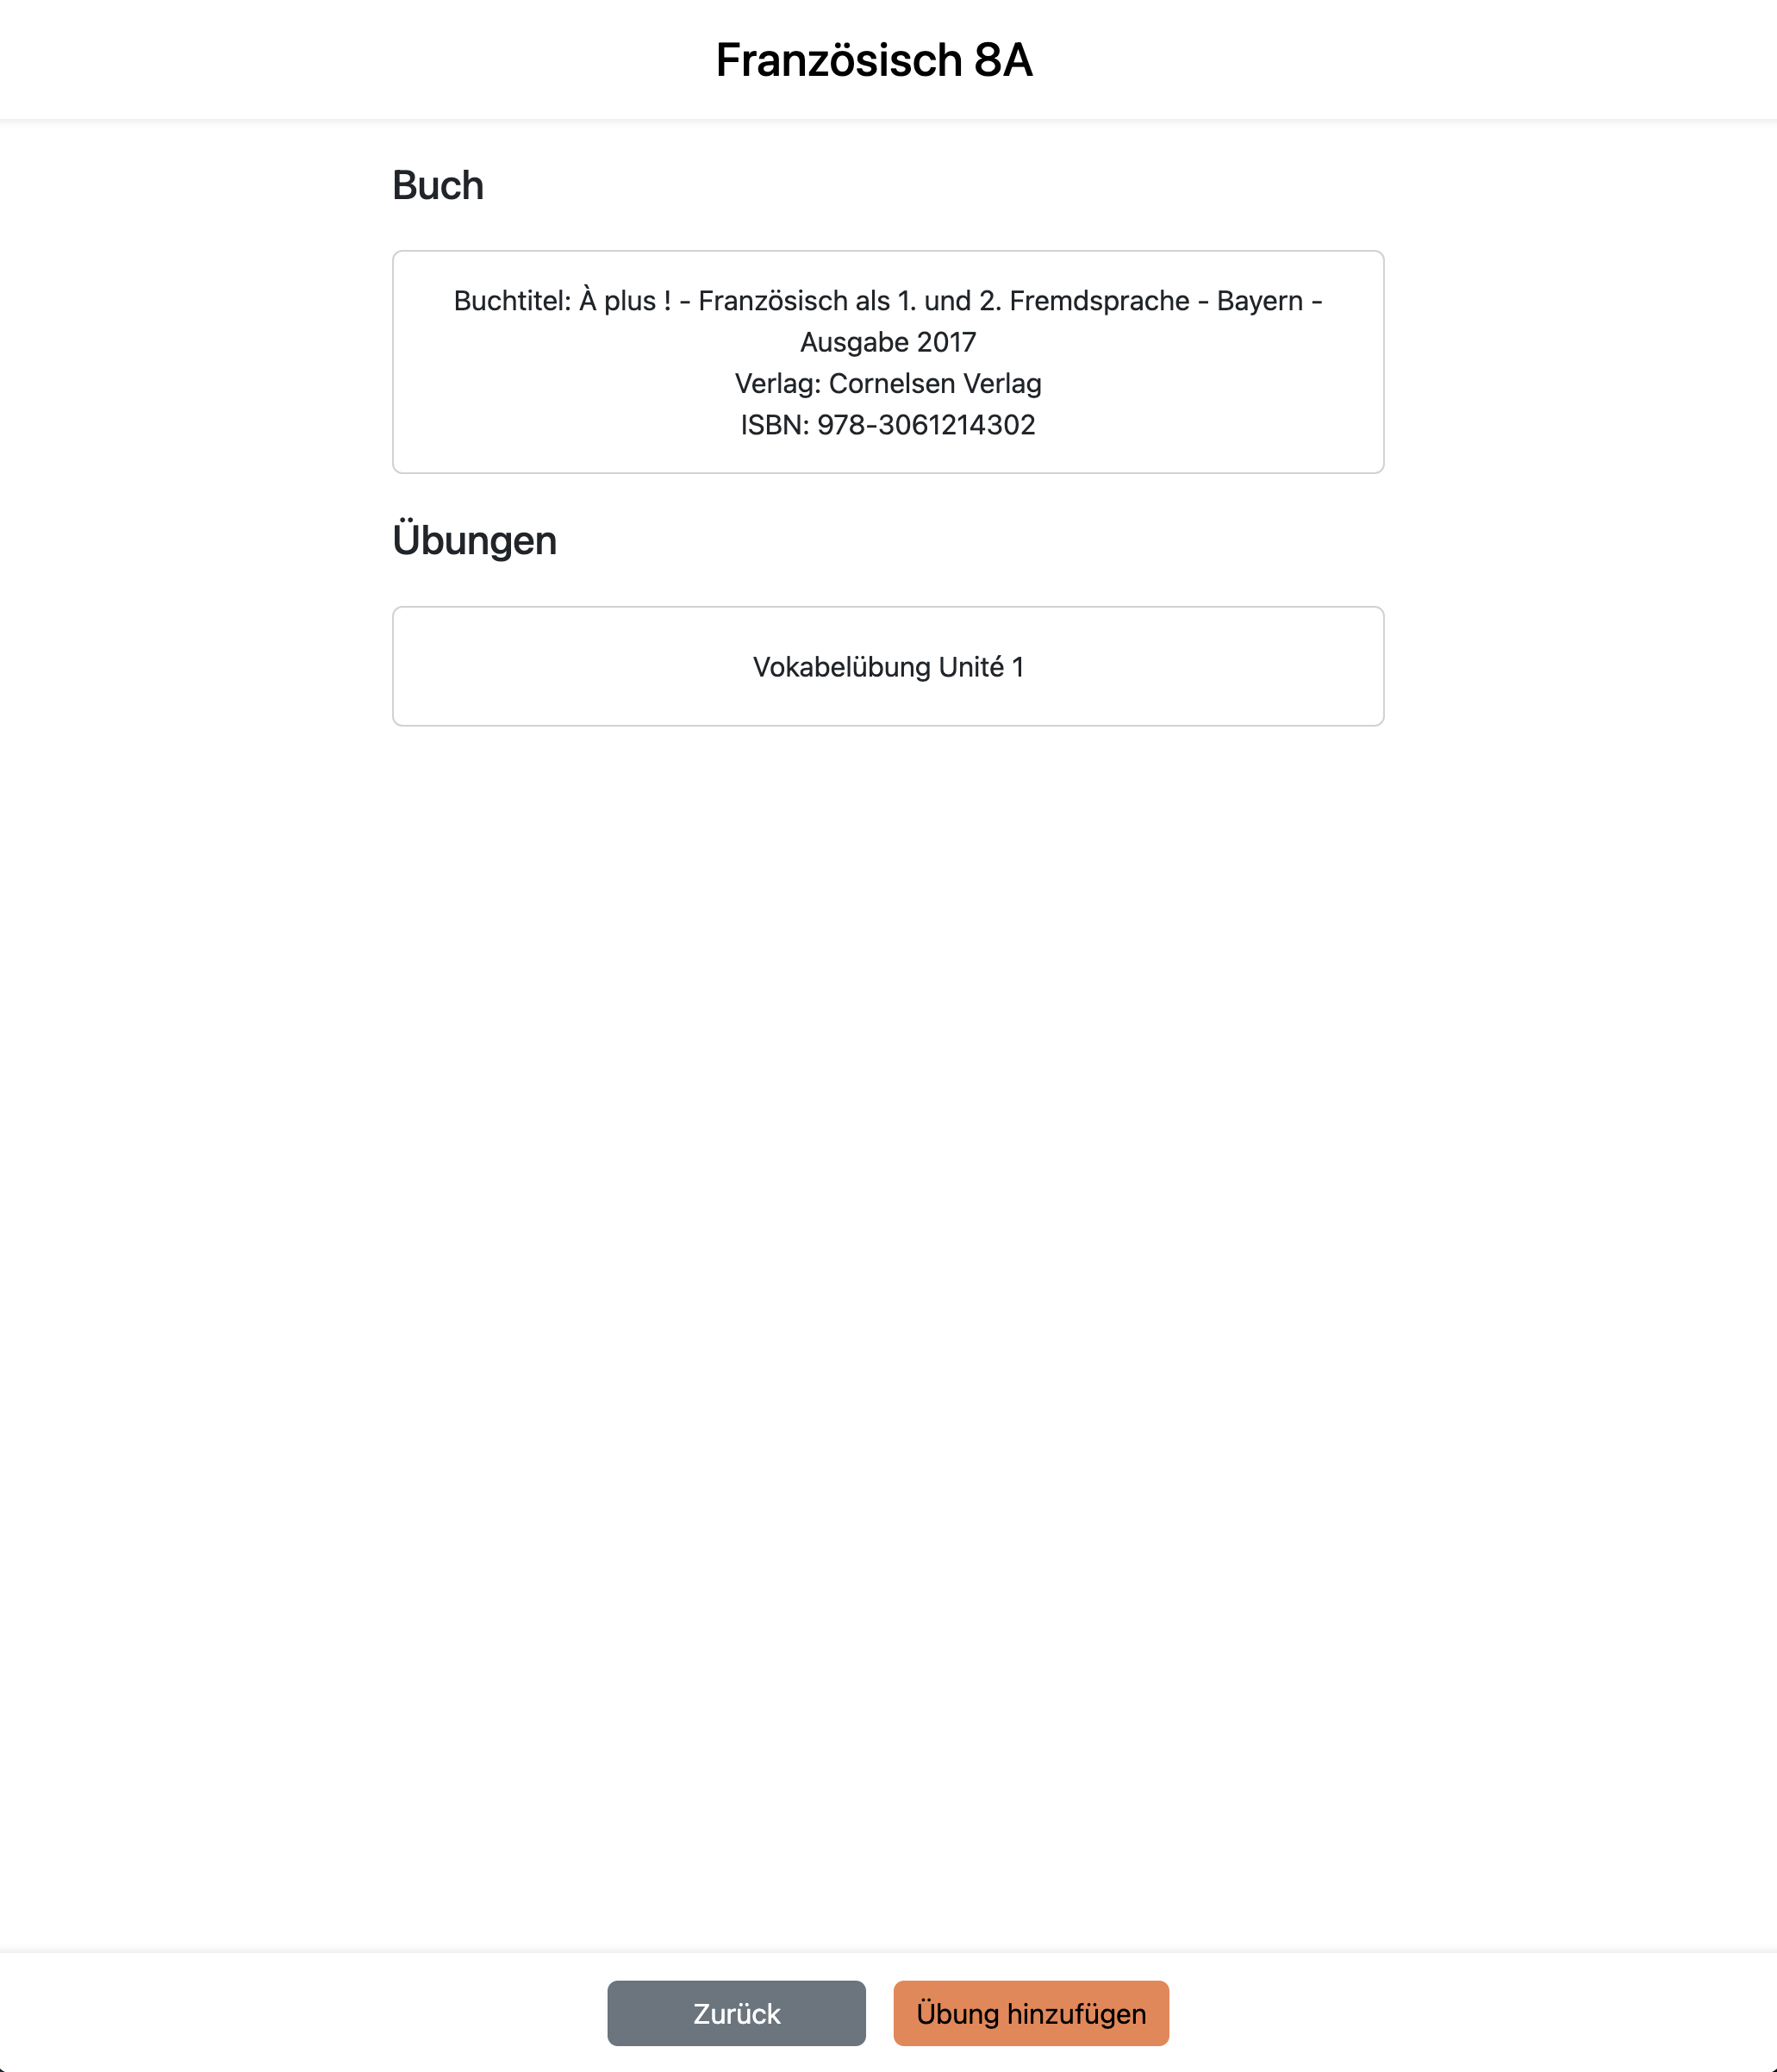 Französisch 8A
Buch
Buchtitel: À plus ! - Französisch als 1. und 2. Fremdsprache - Bayern -
Ausgabe 2017
Verlag: Cornelsen Verlag
ISBN: 978-3061214302
Übungen
Vokabelübung Unité 1
Zurück
Übung hinzufügen